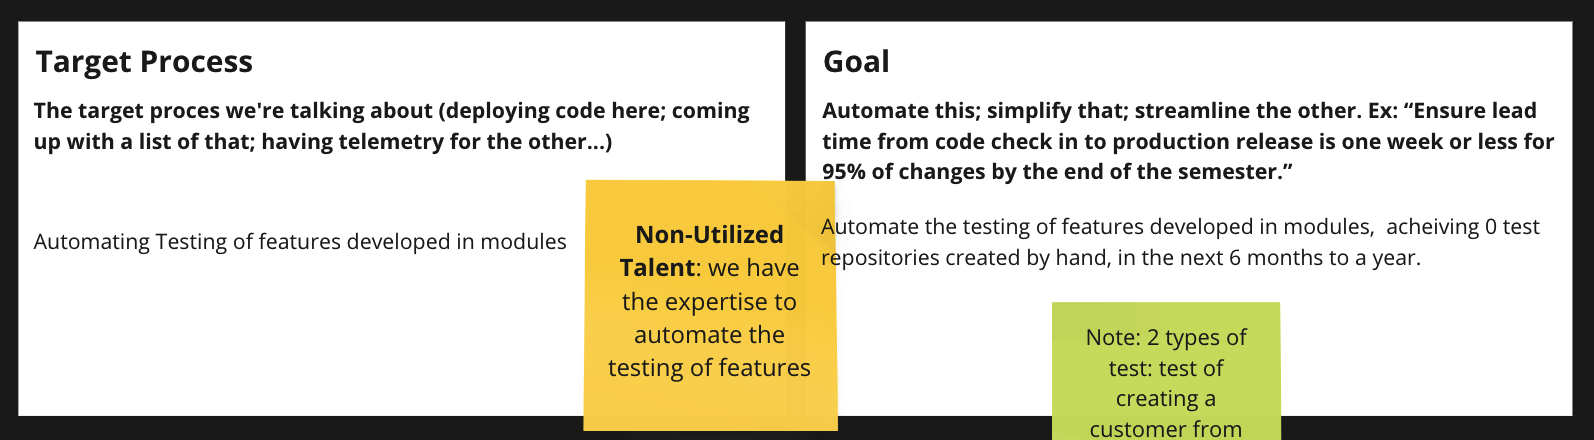 Target Process
The target proces we're talking about (deploying code here; coming
up with a list of that; having telemetry for the other...)
Automating Testing of features developed in modules
Non-Utilized
Talent: we have
the expertise to
automate the
testing of features
Goal
Automate this; simplify that; streamline the other. Ex: “Ensure lead
time from code check in to production release is one week or less for
95% of changes by the end of the semester.”
Automate the testing of features developed in modules,  acheiving 0 test
repositories created by hand, in the next 6 months to a year.
Note: 2 types of
test: test of
creating a
customer from